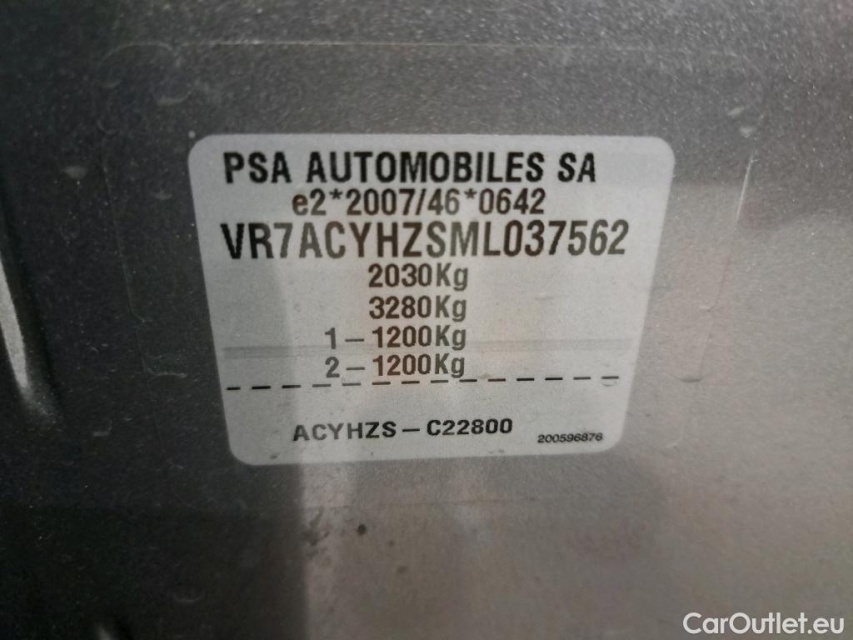 PSA AUTOMOBILES SA
e2*2007/46*0642
VR7ACYHZSML037562
2030Kg
3280Kg
1-1200Kg
2-1200Kg
ACYHZS-C22800
200596876
CarOutlet.eu